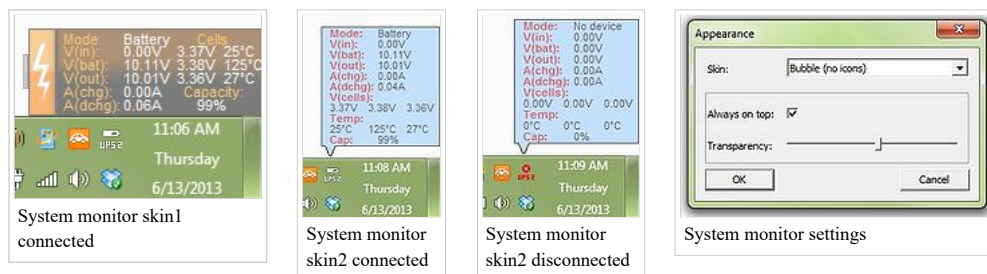 Mode: Battery Cells
V(in): 0.00V 3.37V 25°C
V(bat): 10.11V 3.38V 125°C
V(out): 10.01V 3.36V 27°C
A(chg): 0.00A Capacity:
A(dchg): 0.06A 99%
11:06 AM
UPS2
Thursday
6/13/2013
System monitor skin1
connected
Mode: Battery
V(in): 0.00V
V(bat): 10.11V
V(out): 10.01V
A(chg): 0.00A
A(dchg): 0.04A
V(cells):
3.37V 3.38V 3.36V
Temp:
25°C 125°C 27°C
Cap: 99%
11:08 AM
UPS2
Thursday
6/13/2013
System monitor
skin2 connected
Mode: No device
V(in): 0.00V
V(bat): 0.00V
V(out): 0.00V
A(chg): 0.00A
A(dchg): 0.00A
V(cells):
0.00V 0.00V 0.00V
Temp:
0°C 0°C 0°C
Cap: 0%
11:09 AM
UPS2
Thursday
6/13/2013
System monitor
skin2 disconnected
Appearance
Skin: Bubble (no icons)
Always on top:
Transparency:
OK Cancel
System monitor settings